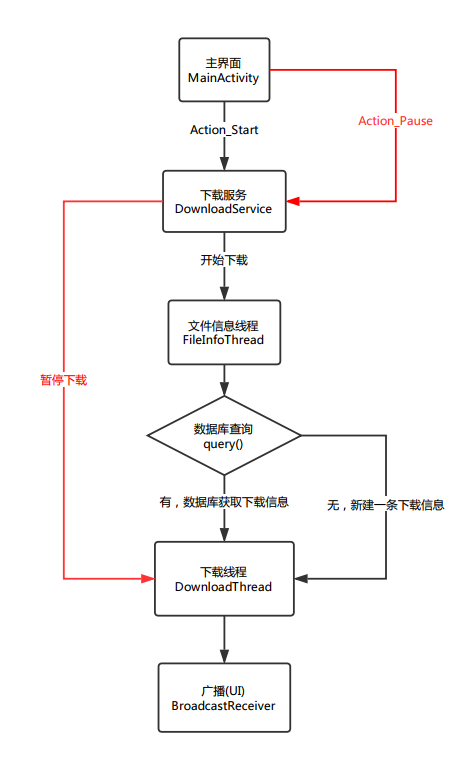 主界面
MainActivity
Action_Pause
Action_Start
下载服务
DownloadService
开始下载
文件信息线程
FileInfoThread
暂停下载
数据库查询
query()
有，数据库获取下载信息
无，新建一条下载信息
下载线程
DownloadThread
广播(UI)
BroadcastReceiver